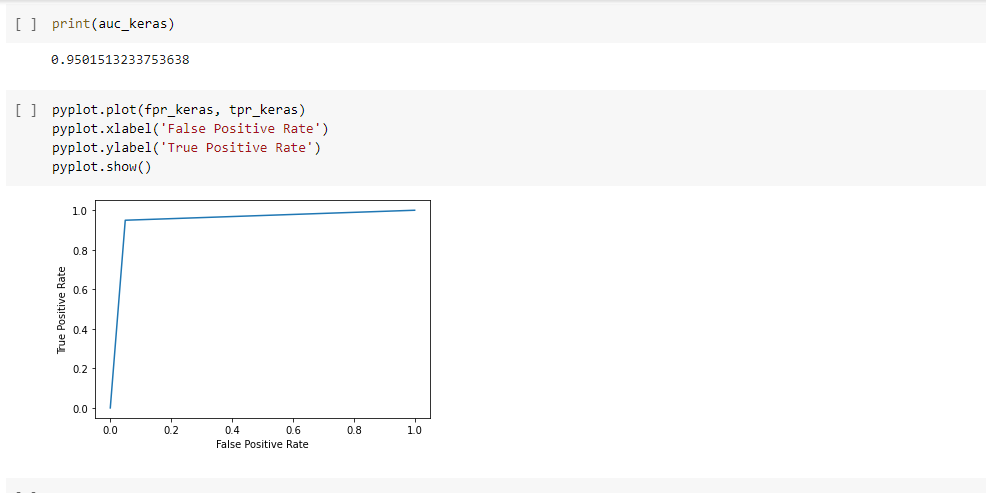 [ ] print(auc_keras)
0.9501513233753638
[ ] pyplot.plot(fpr_keras, tpr_keras)
pyplot.xlabel('False Positive Rate')
pyplot.ylabel('True Positive Rate')
pyplot.show()
1.0
0.8
0.6
0.4
0.2
0.0
True Positive Rate
0.0 0.2 0.4 0.6 0.8 1.0
False Positive Rate